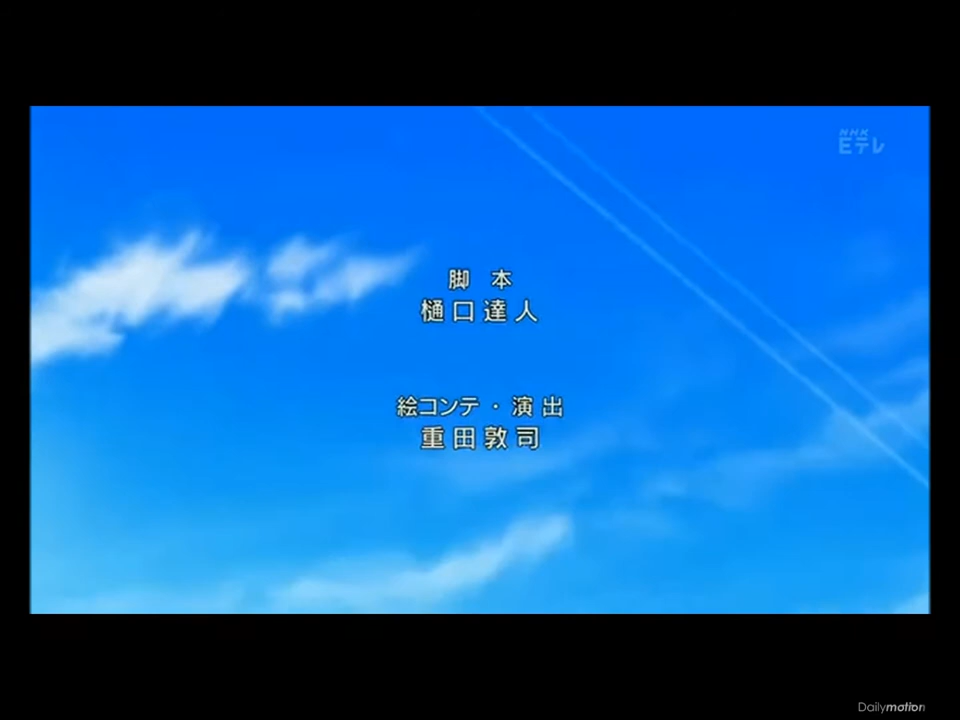 NHK
Eテレ
脚 本
樋口達人
絵コンテ・演出
重田敦司
Dailymotion